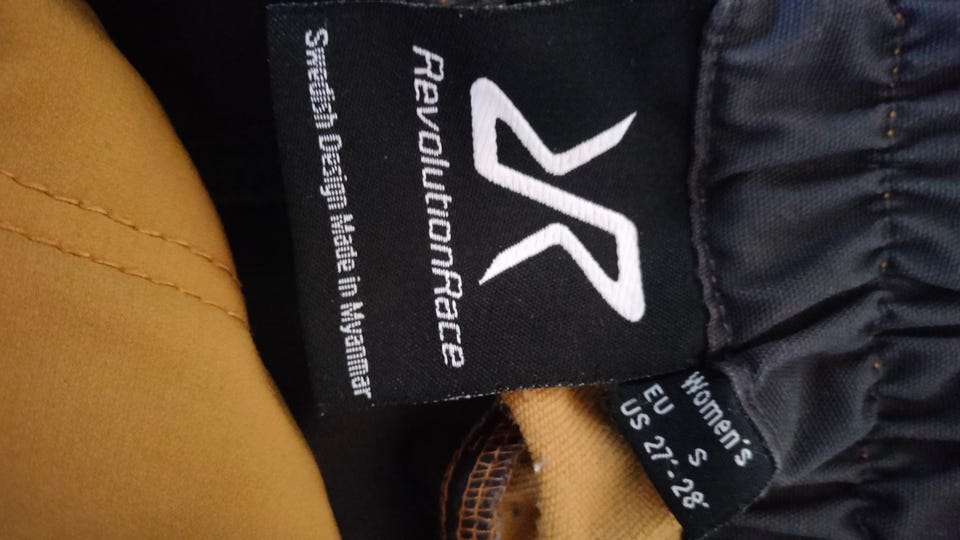 RevolutionRace
Swedish Design Made in Myanmar
Women's
EU S
US 27'-28'